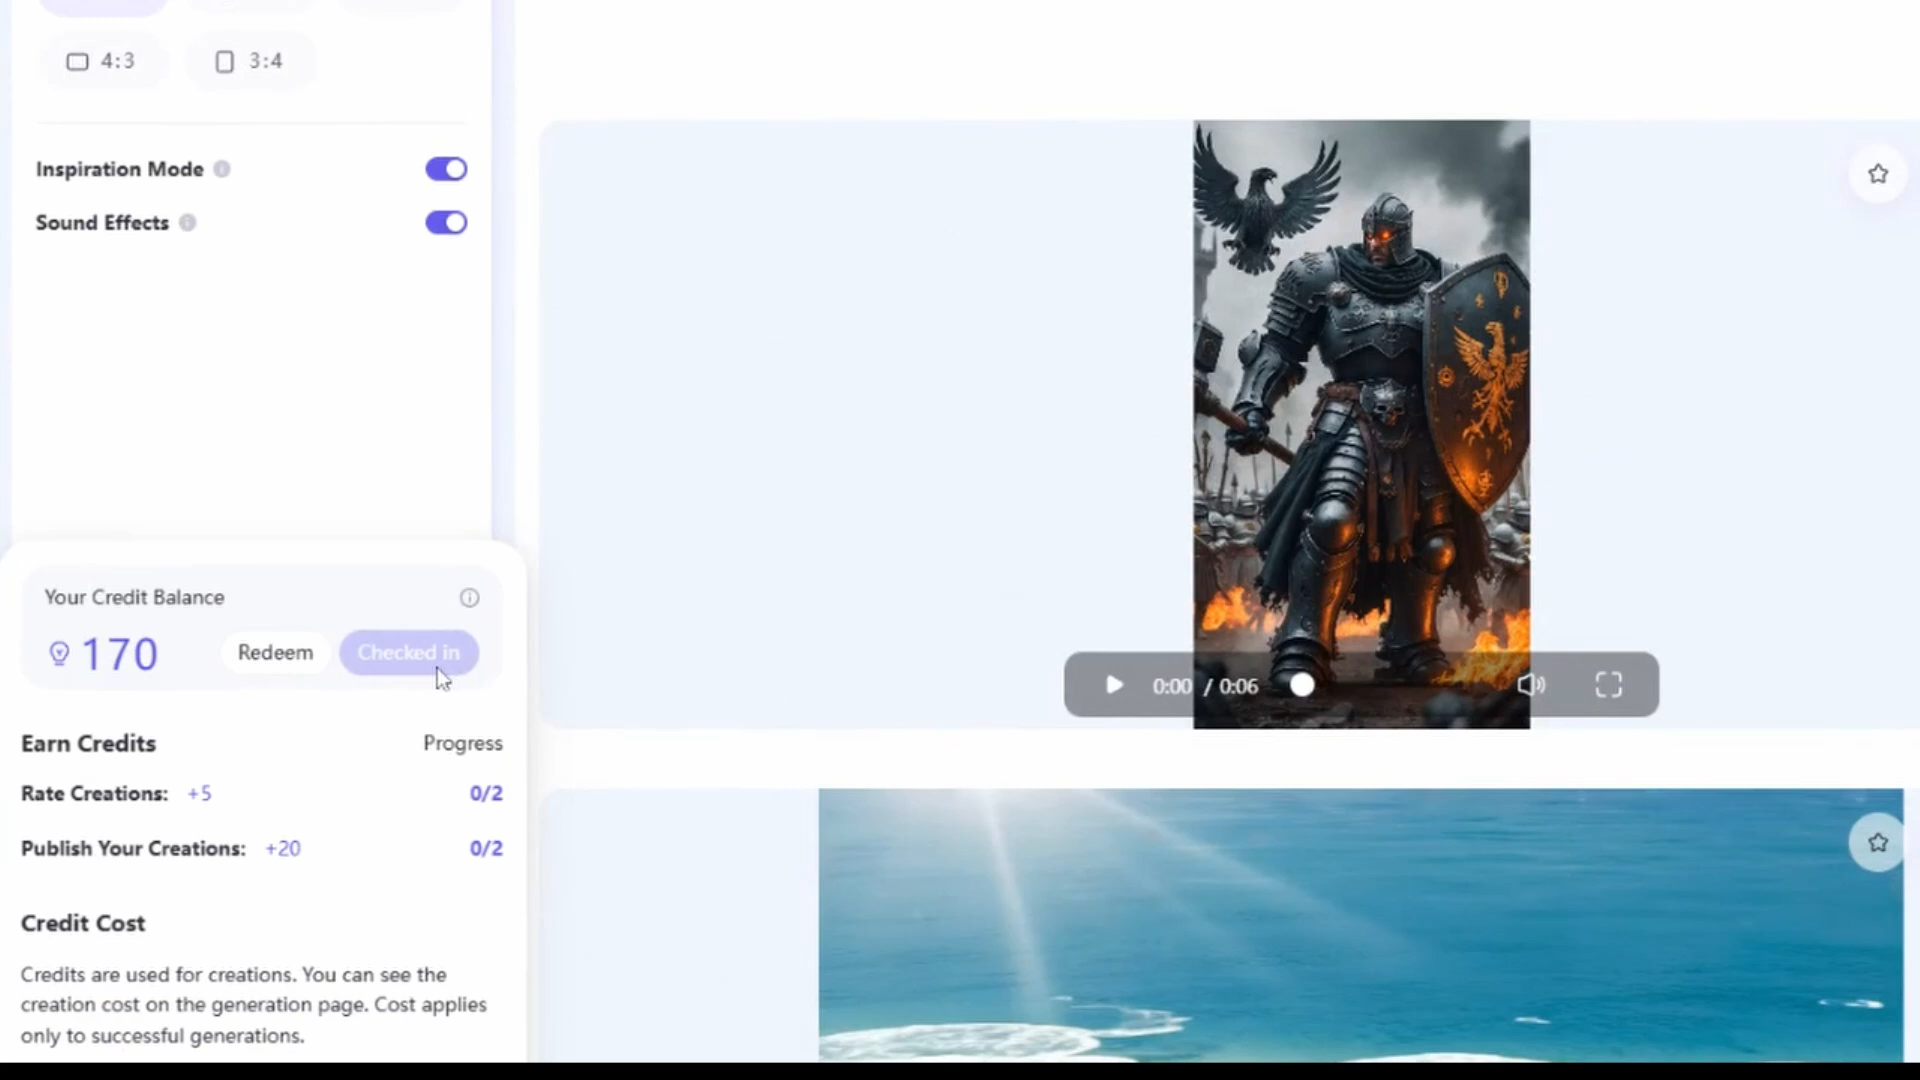 4:3
3:4
Inspiration Mode
Sound Effects
Your Credit Balance
170
Redeem
Checked in
0:00 / 0:06
Earn Credits
Progress
Rate Creations: +5
0/2
Publish Your Creations: +20
0/2
Credit Cost
Credits are used for creations. You can see the
creation cost on the generation page. Cost applies
only to successful generations.